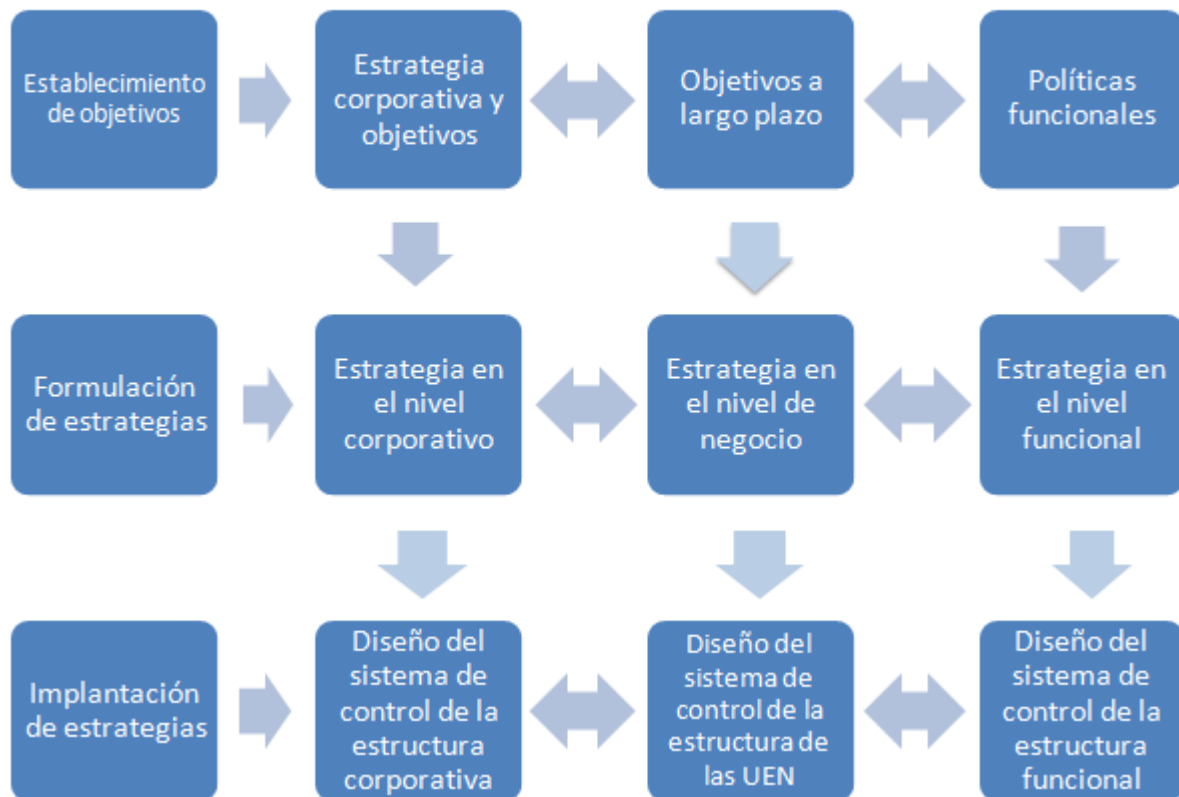 Establecimiento
de objetivos
Estrategia
corporativa y
objetivos
Objetivos a
largo plazo
Políticas
funcionales
Formulación
de estrategias
Estrategia en
el nivel
corporativo
Estrategia en
el nivel de
negocio
Estrategia en
el nivel
funcional
Implantación
de estrategias
Diseño del
sistema de
control de la
estructura
corporativa
Diseño del
sistema de
control de la
estructura de
las UEN
Diseño del
sistema de
control de la
estructura
funcional